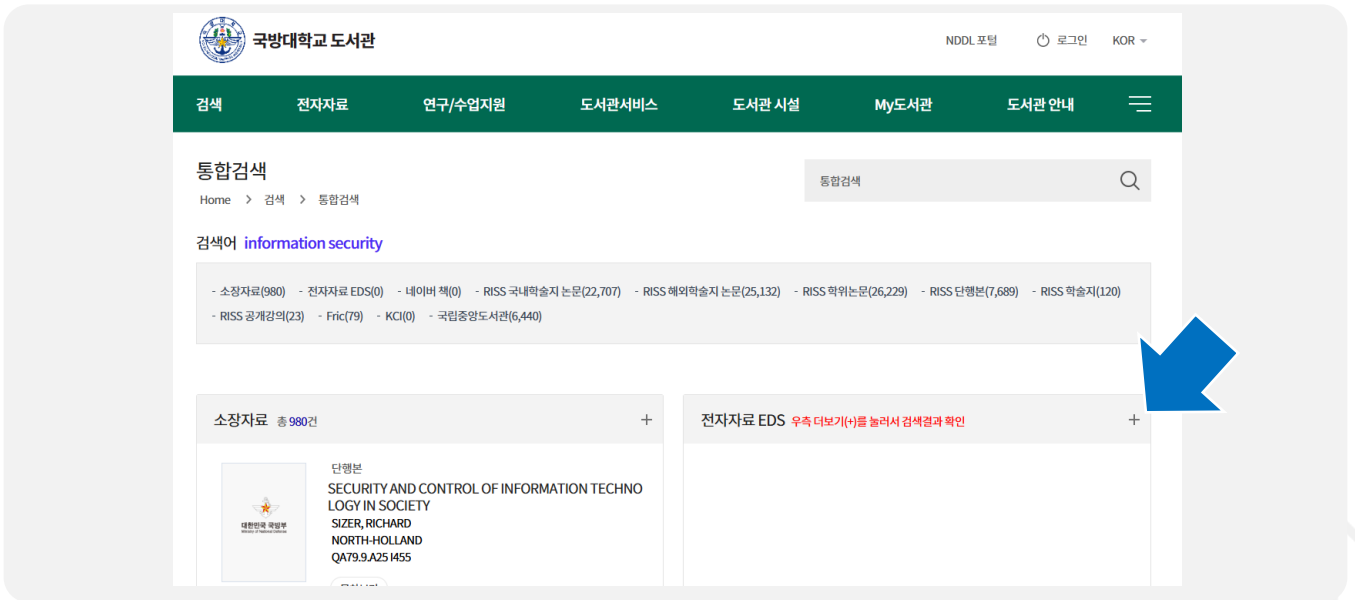 국방대학교 도서관
NDDL 포털 로그인 KOR
검색 전자자료 연구/수업지원 도서관서비스 도서관 시설 My도서관 도서관 안내
통합검색
통합검색
Home > 검색 > 통합검색
검색어 information security
- 소장자료(980) - 전자자료 EDS(0) - 네이버 책(0) - RISS 국내학술지 논문(22,707) - RISS 해외학술지 논문(25,132) - RISS 학위논문(26,229) - RISS 단행본(7,689) - RISS 학술지(120)
- RISS 공개강의(23) - Fric(79) - KCI(0) - 국립중앙도서관(6,440)
소장자료 총 980건 +
전자자료 EDS 우측 더보기(+)를 눌러서 검색결과 확인 +
단행본
SECURITY AND CONTROL OF INFORMATION TECHNO
LOGY IN SOCIETY
SIZER, RICHARD
NORTH-HOLLAND
QA79.9.A25 I455
대한민국 국방부